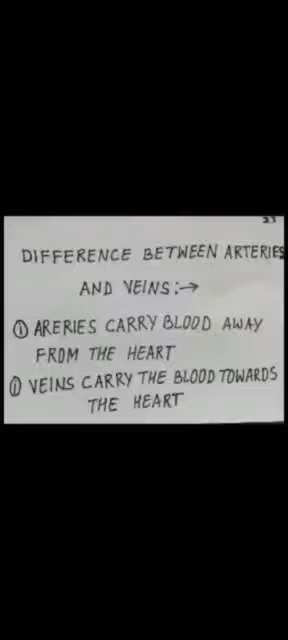 23
DIFFERENCE BETWEEN ARTERIES
AND VEINS:→
① ARERIES CARRY BLOOD AWAY
FROM THE HEART
① VEINS CARRY THE BLOOD TOWARDS
THE HEART